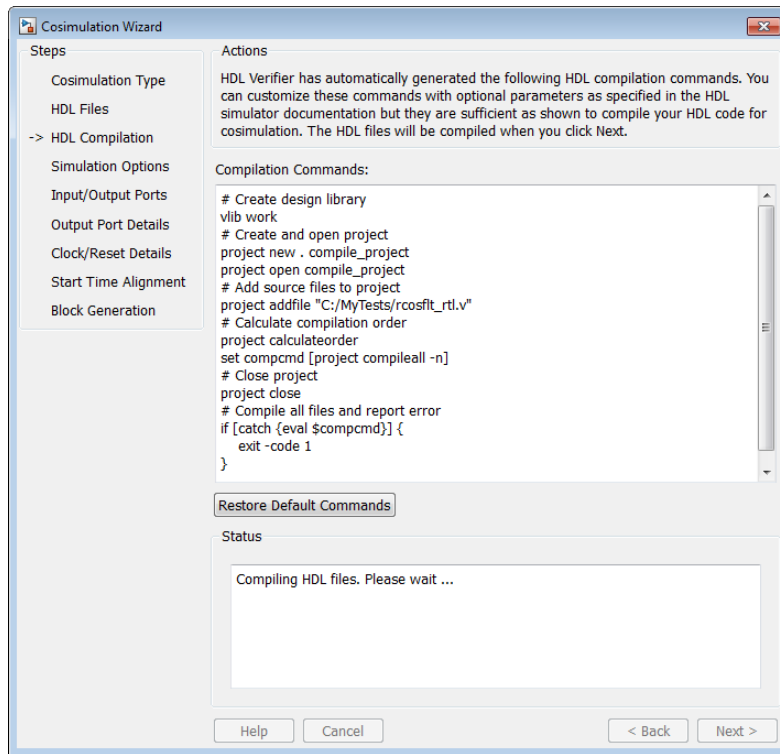 Cosimulation Wizard
Steps
Cosimulation Type
HDL Files
-> HDL Compilation
Simulation Options
Input/Output Ports
Output Port Details
Clock/Reset Details
Start Time Alignment
Block Generation
Actions
HDL Verifier has automatically generated the following HDL compilation commands. You
can customize these commands with optional parameters as specified in the HDL
simulator documentation but they are sufficient as shown to compile your HDL code for
cosimulation. The HDL files will be compiled when you click Next.
Compilation Commands:
# Create design library
vlib work
# Create and open project
project new . compile_project
project open compile_project
# Add source files to project
project addfile "C:/MyTests/rcosflt_rtl.v"
# Calculate compilation order
project calculateorder
set compcmd [project compileall -n]
# Close project
project close
# Compile all files and report error
if [catch {eval $compcmd}] {
exit -code 1
}
Restore Default Commands
Status
Compiling HDL files. Please wait ...
Help
Cancel
< Back
Next >